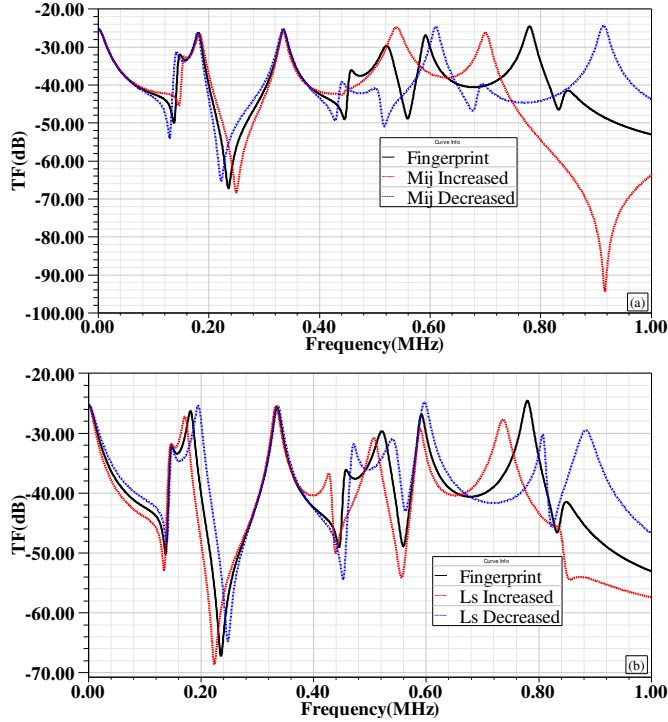 -20.00
-30.00
-40.00
-50.00
-60.00
-70.00
-80.00
-90.00
-100.00
TF(dB)
Curve Info
Fingerprint
Mij Increased
Mij Decreased
(a)
0.00 0.20 0.40 0.60 0.80 1.00
Frequency(MHz)
-20.00
-30.00
-40.00
-50.00
-60.00
-70.00
TF(dB)
Curve Info
Fingerprint
Ls Increased
Ls Decreased
(b)
0.00 0.20 0.40 0.60 0.80 1.00
Frequency(MHz)